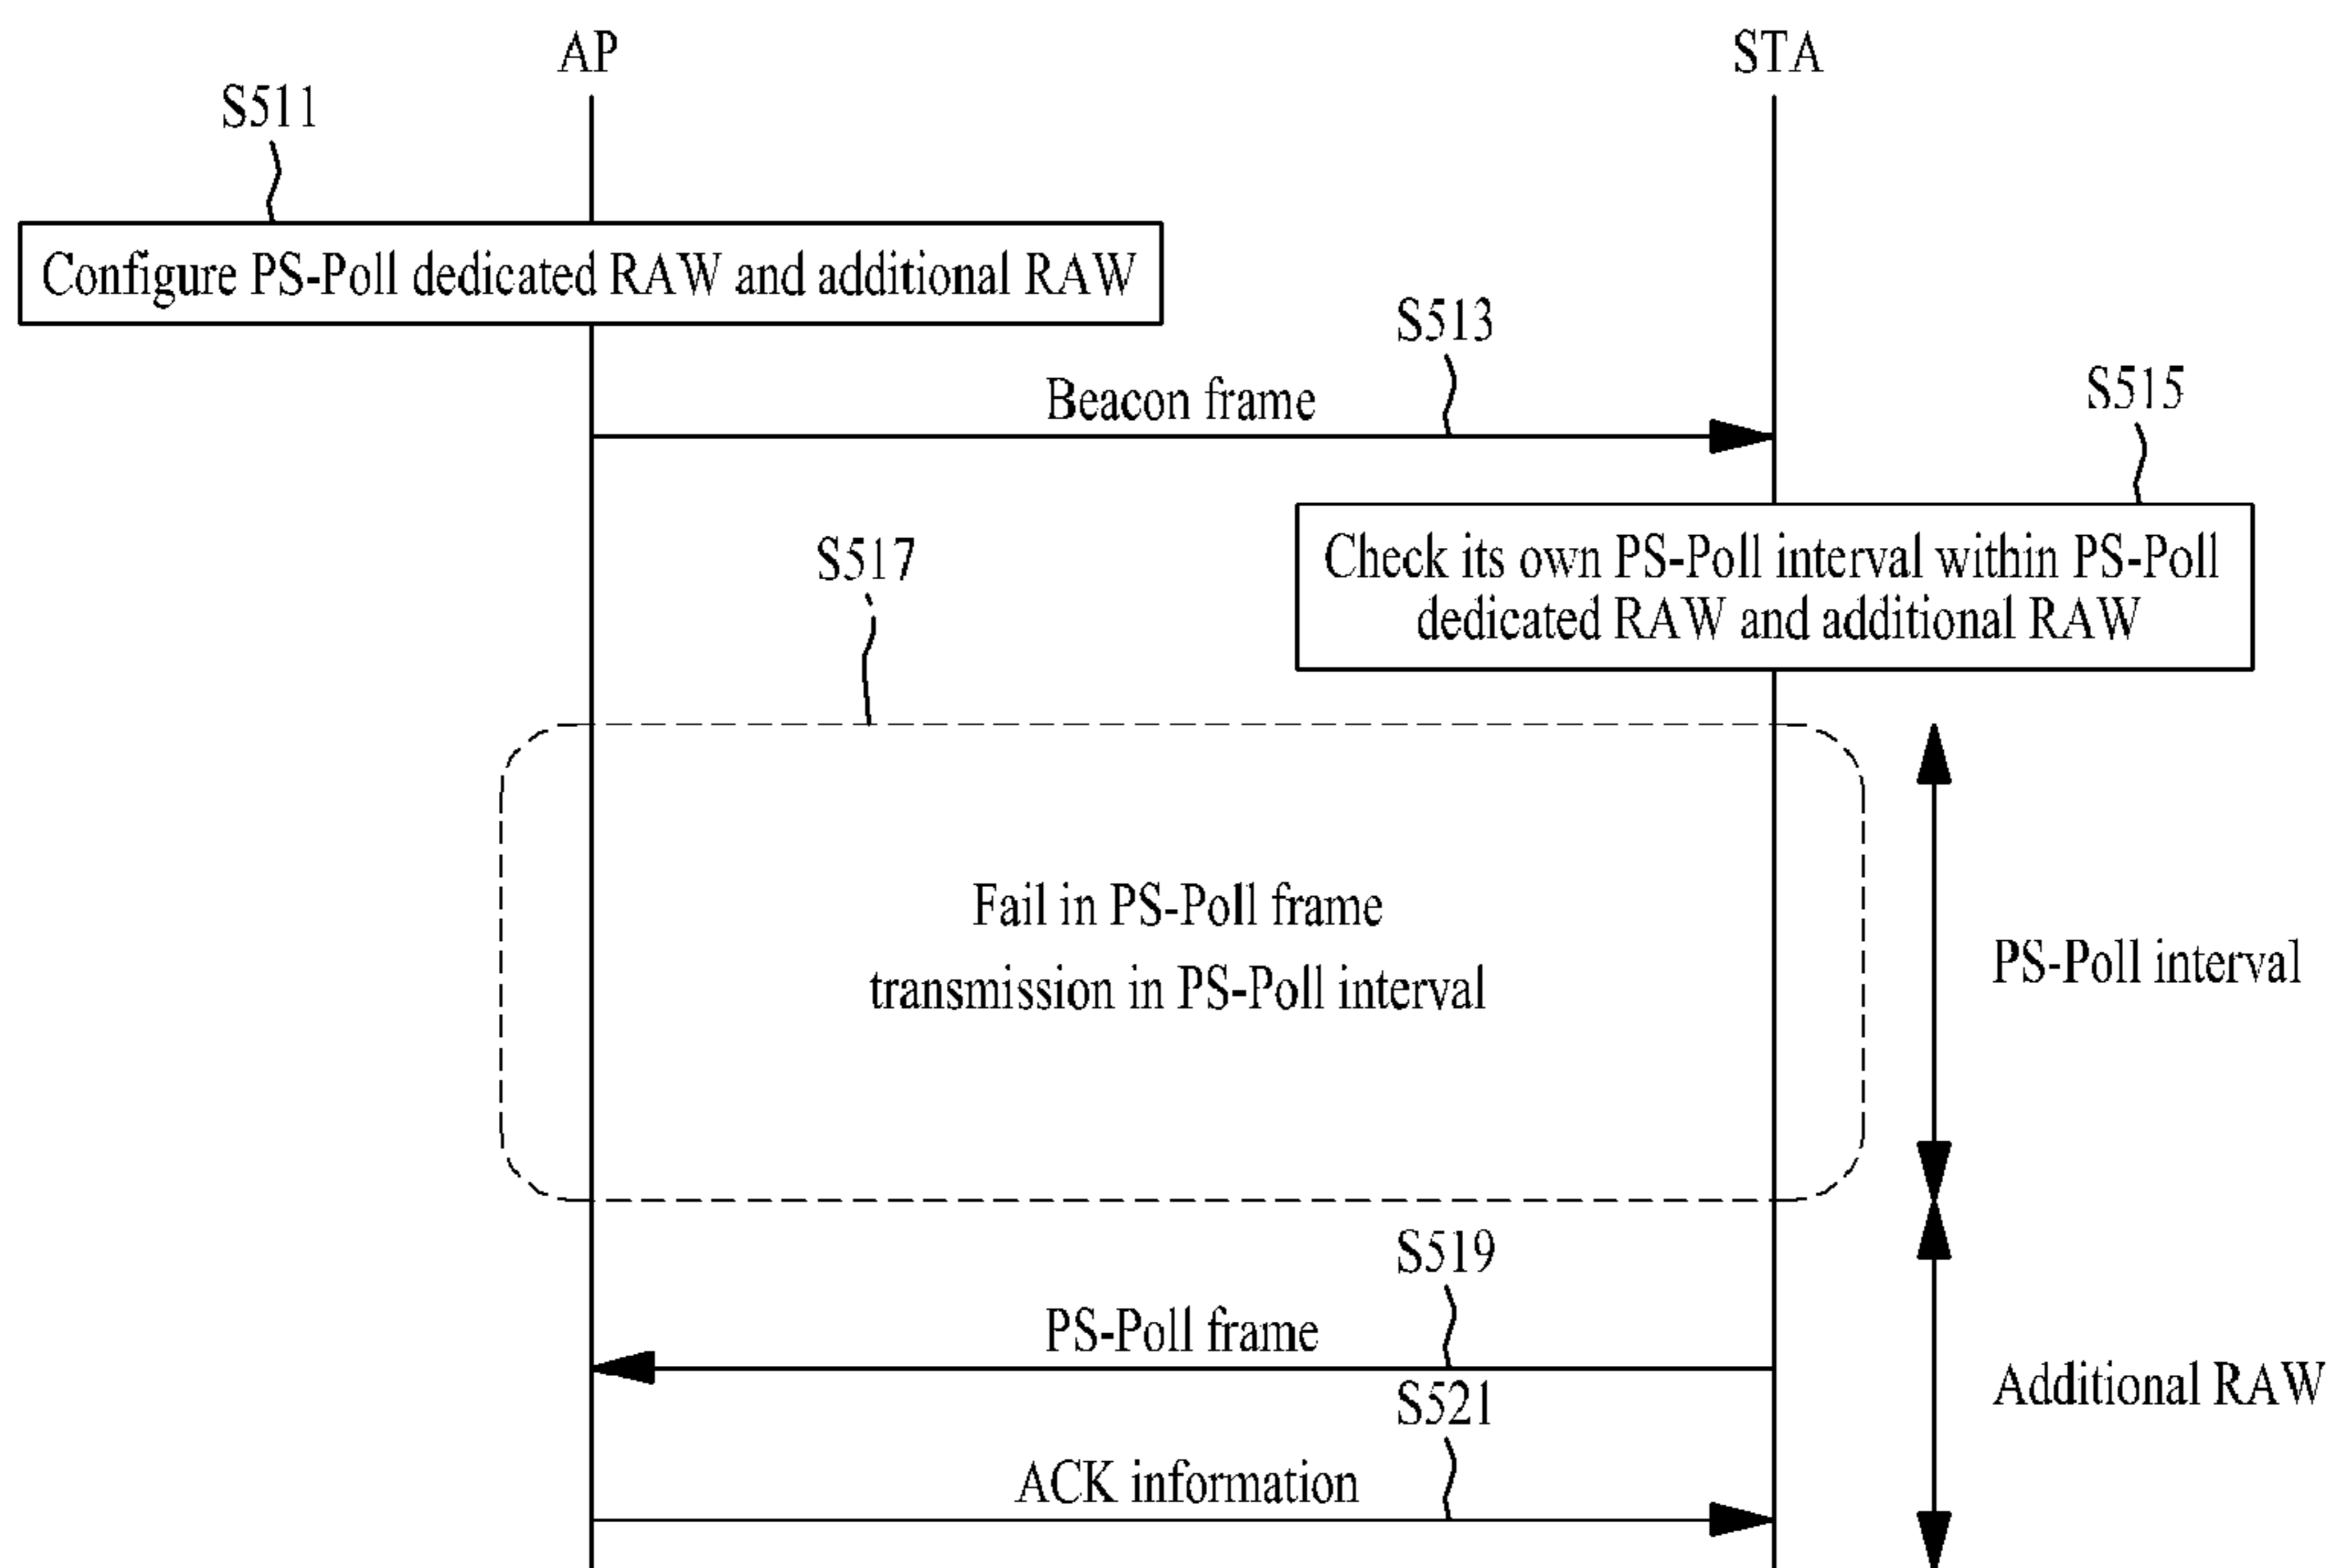 AP
STA
S511
Configure PS-Poll dedicated RAW and additional RAW
S513
Beacon frame
S515
Check its own PS-Poll interval within PS-Poll
dedicated RAW and additional RAW
S517
Fail in PS-Poll frame
transmission in PS-Poll interval
PS-Poll interval
S519
PS-Poll frame
S521
Additional RAW
ACK information